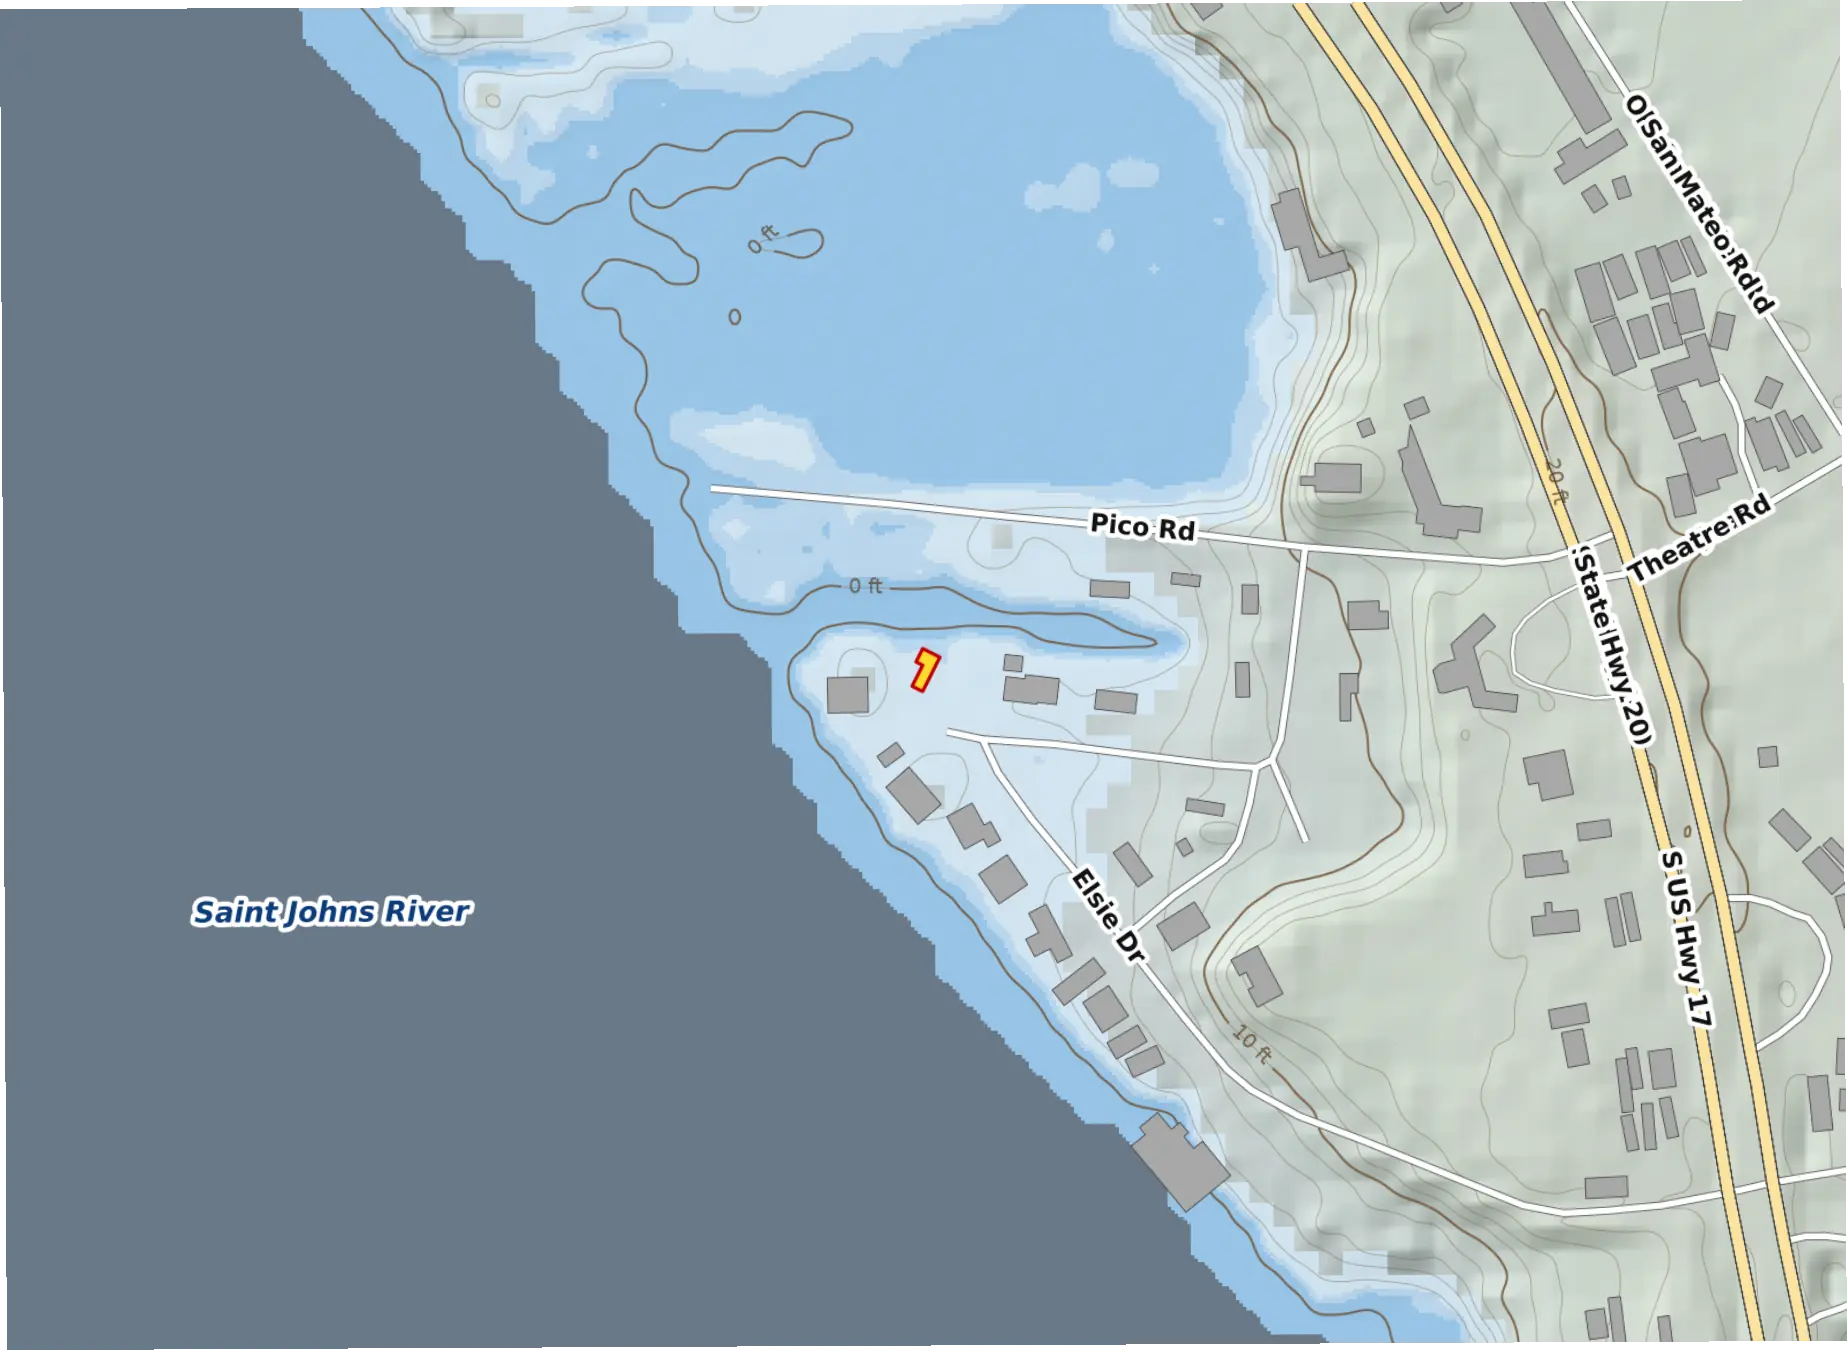 Ol San Mateo Rd
0 ft
20 ft
Pico Rd
Theatre Rd
(State Hwy 20)
0 ft
S US Hwy 17
Elsie Dr
Saint Johns River
10 ft